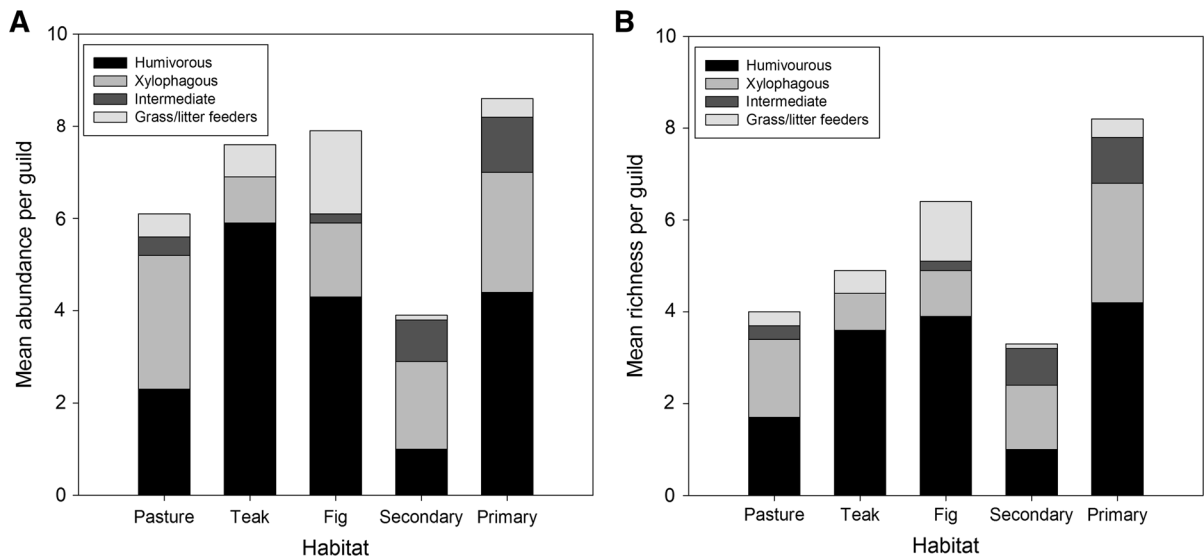 A
Mean abundance per guild
10
8
6
4
2
0
Humivorous
Xylophagous
Intermediate
Grass/litter feeders
Pasture Teak Fig Secondary Primary
Habitat
B
Mean richness per guild
10
8
6
4
2
0
Humivourous
Xylophagous
Intermediate
Grass/litter feeders
Pasture Teak Fig Secondary Primary
Habitat